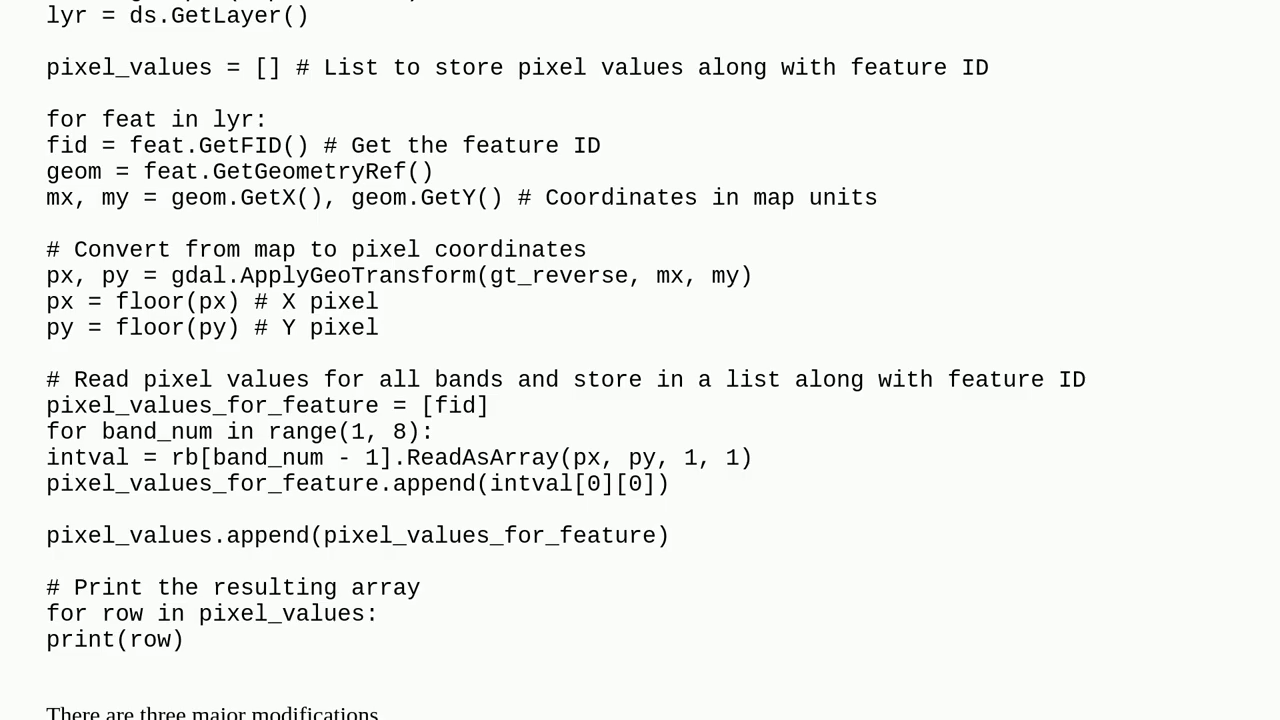 lyr = ds.GetLayer()
pixel_values = [] # List to store pixel values along with feature ID
for feat in lyr:
fid = feat.GetFID() # Get the feature ID
geom = feat.GetGeometryRef()
mx, my = geom.GetX(), geom.GetY() # Coordinates in map units
# Convert from map to pixel coordinates
px, py = gdal.ApplyGeoTransform(gt_reverse, mx, my)
px = floor(px) # X pixel
py = floor(py) # Y pixel
# Read pixel values for all bands and store in a list along with feature ID
pixel_values_for_feature = [fid]
for band_num in range(1, 8):
intval = rb[band_num - 1].ReadAsArray(px, py, 1, 1)
pixel_values_for_feature.append(intval[0][0])
pixel_values.append(pixel_values_for_feature)
# Print the resulting array
for row in pixel_values:
print(row)
There are three major modifications